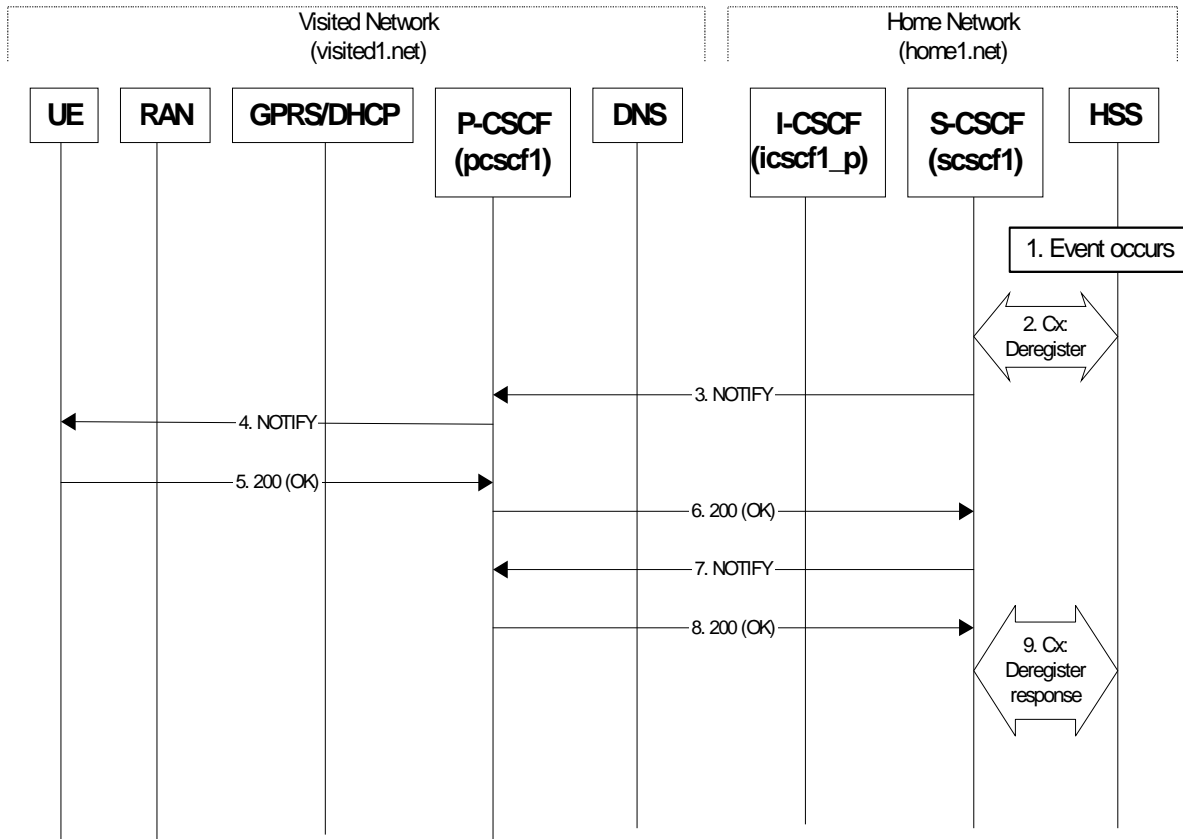 Visited Network
(visited1.net)
Home Network
(home1.net)
UE
RAN
GPRS/DHCP
P-CSCF
(pcscf1)
DNS
I-CSCF
(icscf1_p)
S-CSCF
(scscf1)
HSS
1. Event occurs
2. Cx:
Deregister
3. NOTIFY
4. NOTIFY
5. 200 (OK)
6. 200 (OK)
7. NOTIFY
8. 200 (OK)
9. Cx:
Deregister
response